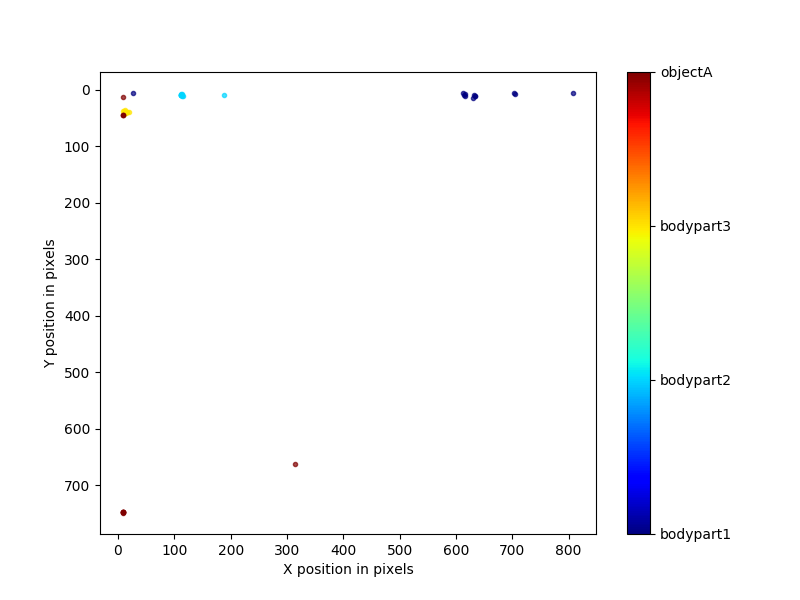 0
100
200
300
400
500
600
700
Y position in pixels
0 100 200 300 400 500 600 700 800
X position in pixels
objectA
bodypart3
bodypart2
bodypart1